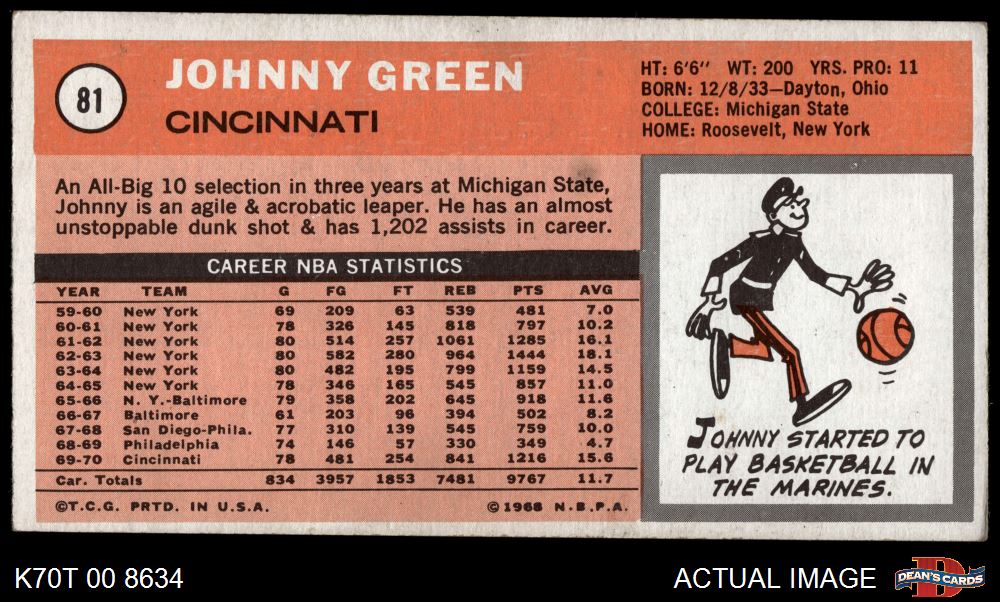 81
JOHNNY GREEN
CINCINNATI
HT: 6'6" WT: 200 YRS. PRO: 11
BORN: 12/8/33—Dayton, Ohio
COLLEGE: Michigan State
HOME: Roosevelt, New York
An All-Big 10 selection in three years at Michigan State,
Johnny is an agile & acrobatic leaper. He has an almost
unstoppable dunk shot & has 1,202 assists in career.
CAREER NBA STATISTICS
YEAR TEAM G FG FT REB PTS AVG
59-60 New York 69 209 63 539 481 7.0
60-61 New York 78 326 145 818 797 10.2
61-62 New York 80 514 257 1061 1285 16.1
62-63 New York 80 582 280 964 1444 18.1
63-64 New York 80 482 195 799 1159 14.5
64-65 New York 78 346 165 545 857 11.0
65-66 N. Y.-Baltimore 79 358 202 645 918 11.6
66-67 Baltimore 61 203 96 394 502 8.2
67-68 San Diego-Phila. 77 310 139 545 759 10.0
68-69 Philadelphia 74 146 57 330 349 4.7
69-70 Cincinnati 78 481 254 841 1216 15.6
Car. Totals 834 3957 1853 7481 9767 11.7
©T.C.G. PRTD. IN U.S.A. ©1968 N.B.P.A.
JOHNNY STARTED TO
PLAY BASKETBALL IN
THE MARINES.
K70T 00 8634
ACTUAL IMAGE
D
DEAN'S CARDS